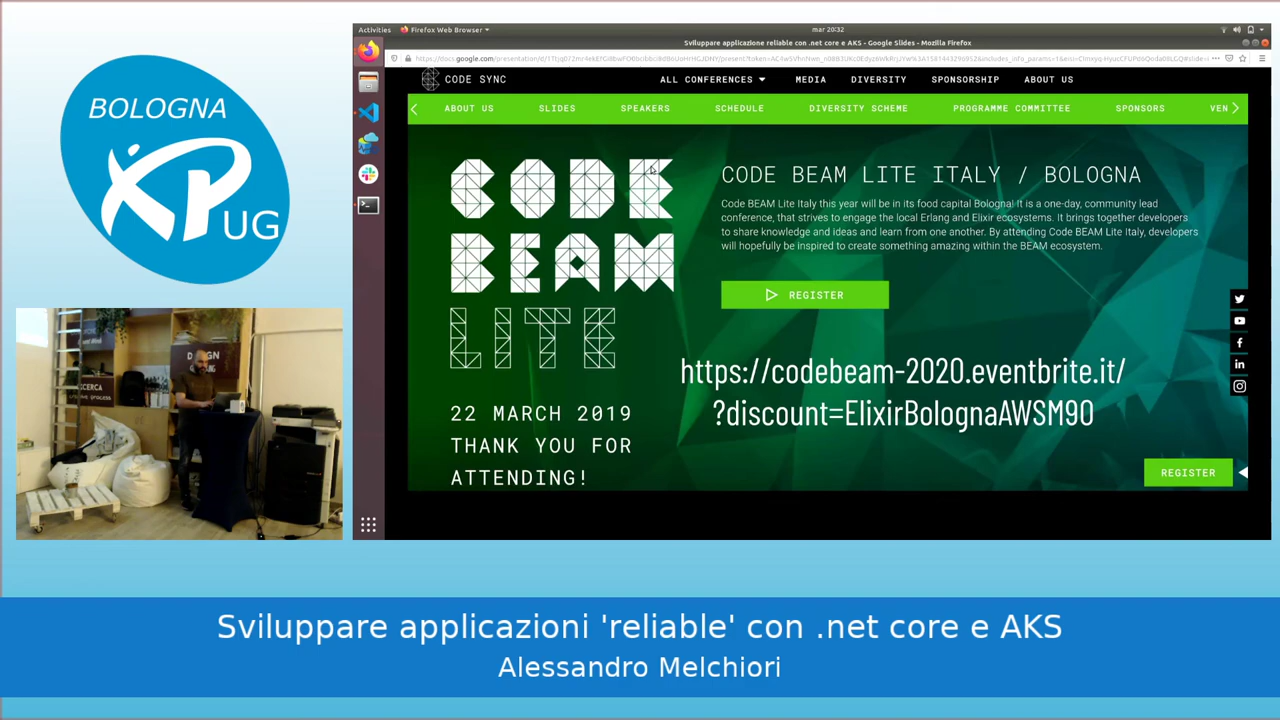 BOLOGNA
XP
UG
Activities
Firefox Web Browser
mar 20:32
Sviluppare applicazione reliable con .net core e AKS - Google Slides - Mozilla Firefox
CODE SYNC
ALL CONFERENCES
MEDIA
DIVERSITY
SPONSORSHIP
ABOUT US
ABOUT US
SLIDES
SPEAKERS
SCHEDULE
DIVERSITY SCHEME
PROGRAMME COMMITTEE
SPONSORS
VEN
CODE
BEAM
LITE
22 MARCH 2019
THANK YOU FOR
ATTENDING!
CODE BEAM LITE ITALY / BOLOGNA
Code BEAM Lite Italy this year will be in its food capital Bologna! It is a one-day, community lead
conference, that strives to engage the local Erlang and Elixir ecosystems. It brings together developers
to share knowledge and ideas and learn from one another. By attending Code BEAM Lite Italy, developers
will hopefully be inspired to create something amazing within the BEAM ecosystem.
REGISTER
https://codebeam-2020.eventbrite.it/
?discount=ElixirBolognaAWSM90
REGISTER
Sviluppare applicazioni 'reliable' con .net core e AKS
Alessandro Melchiori